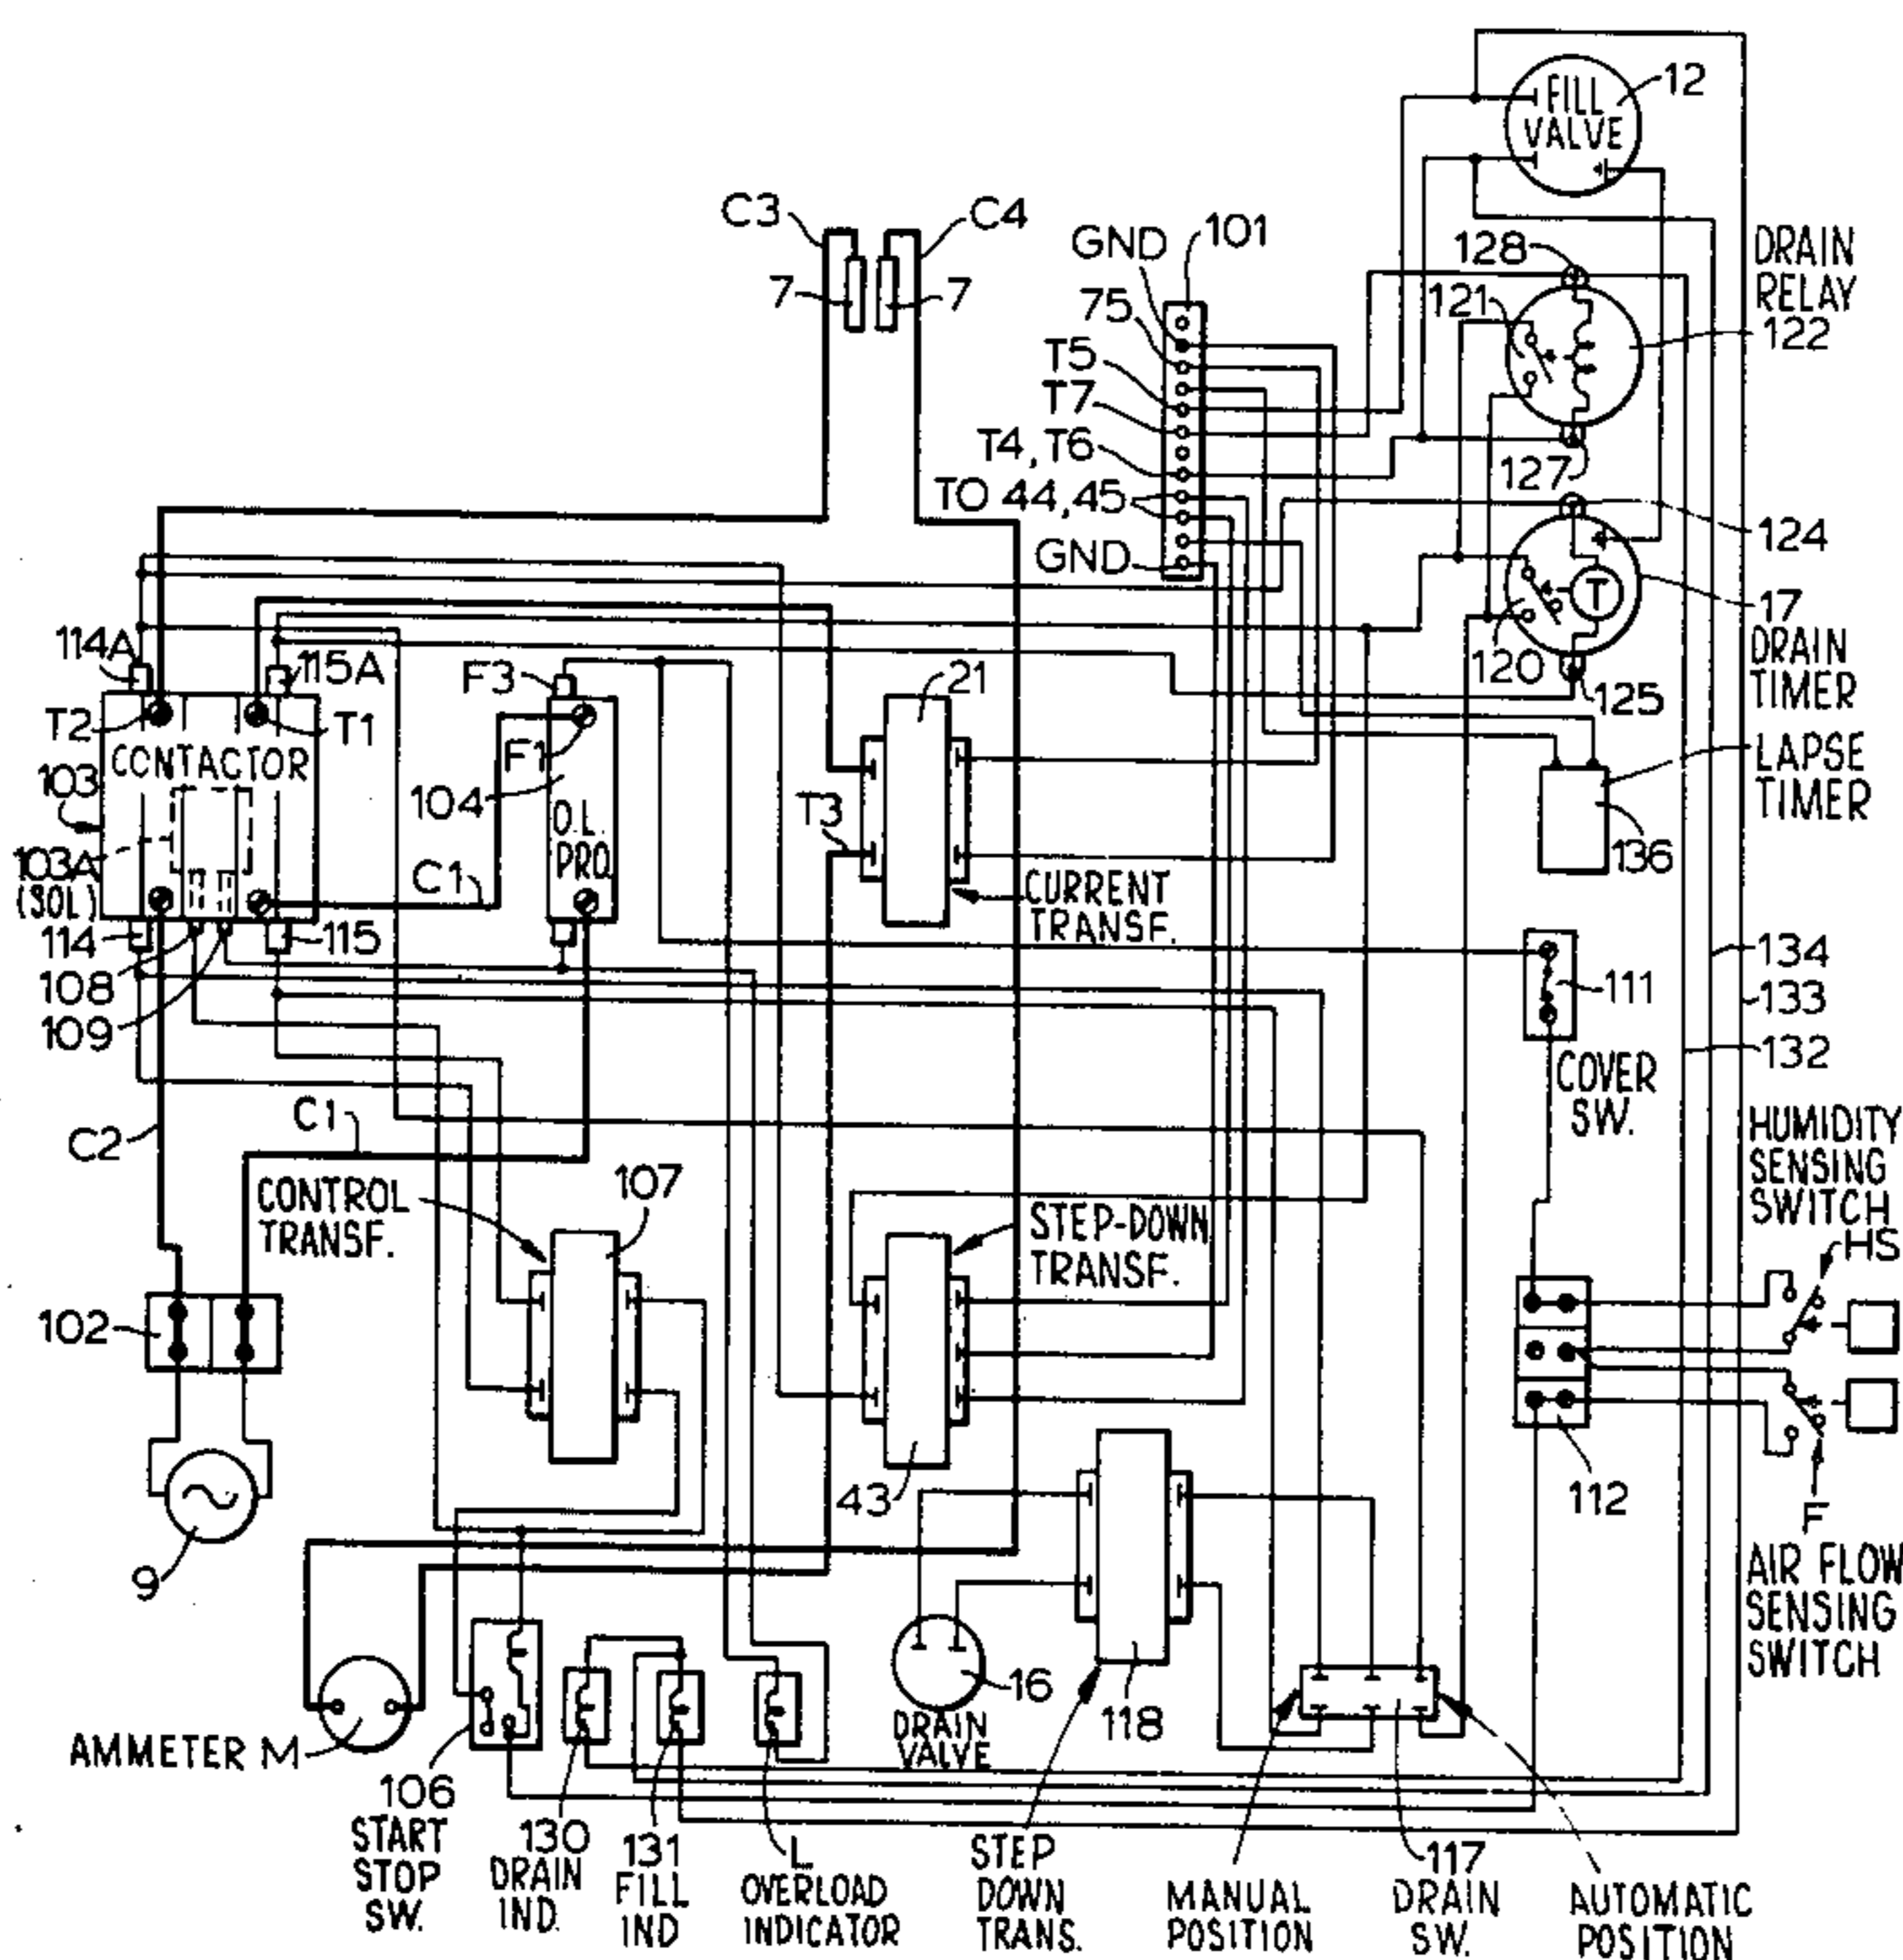 FILL
VALVE
12
C3
C4
7
7
GND
101
75
T5
T7
T4, T6
TO 44, 45
GND
128
121
DRAIN
RELAY
122
127
124
T
17
120
125
DRAIN
TIMER
LAPSE
TIMER
136
114A
115A
T2
T1
CONTACTOR
103
103A
(SOL)
114
115
108
109
F3
F1
104
O.L.
PRO.
C1
21
T3
CURRENT
TRANSF.
134
111
133
132
COVER
SW.
C2
C1
CONTROL
TRANSF.
107
STEP-DOWN
TRANSF.
HUMIDITY
SENSING
SWITCH
HS
102
43
112
F
9
AIR FLOW
SENSING
SWITCH
16
DRAIN
VALVE
118
AMMETER M
106
START
STOP
SW.
130
DRAIN
IND.
131
FILL
IND
L
OVERLOAD
INDICATOR
STEP
DOWN
TRANS.
MANUAL
POSITION
117
DRAIN
SW.
AUTOMATIC
POSITION